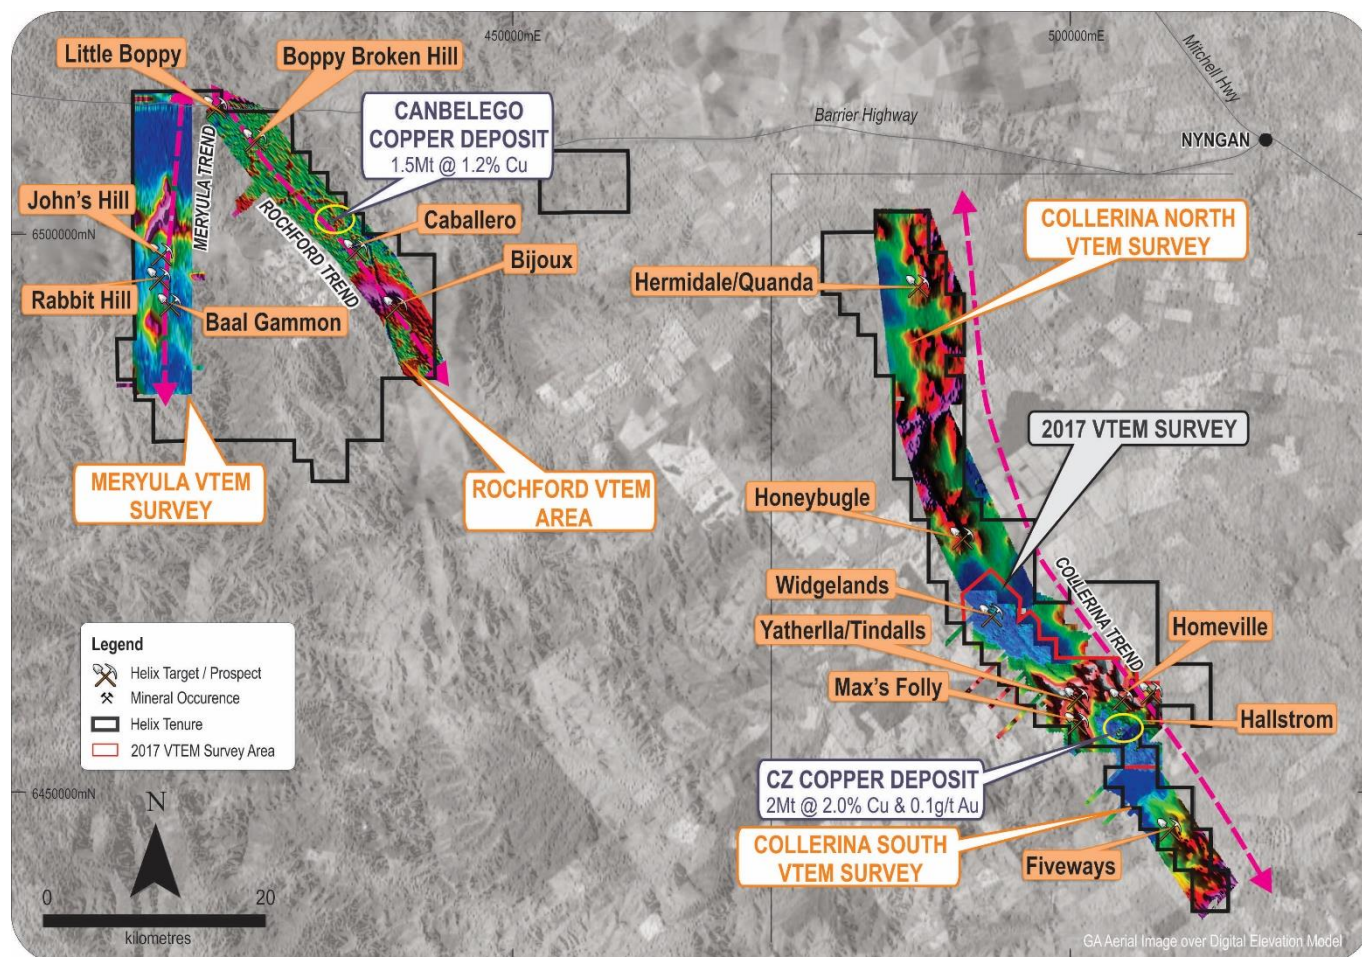 450000mE
500000mE
Little Boppy
Boppy Broken Hill
Mitchell Hwy
CANBELEGO
COPPER DEPOSIT
1.5Mt @ 1.2% Cu
Barrier Highway
NYNGAN
MERYULA TREND
John's Hill
ROCHFORD TREND
Caballero
COLLERINA NORTH
VTEM SURVEY
6500000mN
Bijoux
Hermidale/Quanda
Rabbit Hill
Baal Gammon
2017 VTEM SURVEY
MERYULA VTEM
SURVEY
ROCHFORD VTEM
AREA
Honeybugle
Widgelands
COLLERINA TREND
Yatherlla/Tindalls
Homeville
Max's Folly
Hallstrom
Legend
Helix Target / Prospect
Mineral Occurence
Helix Tenure
2017 VTEM Survey Area
CZ COPPER DEPOSIT
2Mt @ 2.0% Cu & 0.1g/t Au
6450000mN
N
COLLERINA SOUTH
VTEM SURVEY
Fiveways
0
20
kilometres
GA Aerial Image over Digital Elevation Model